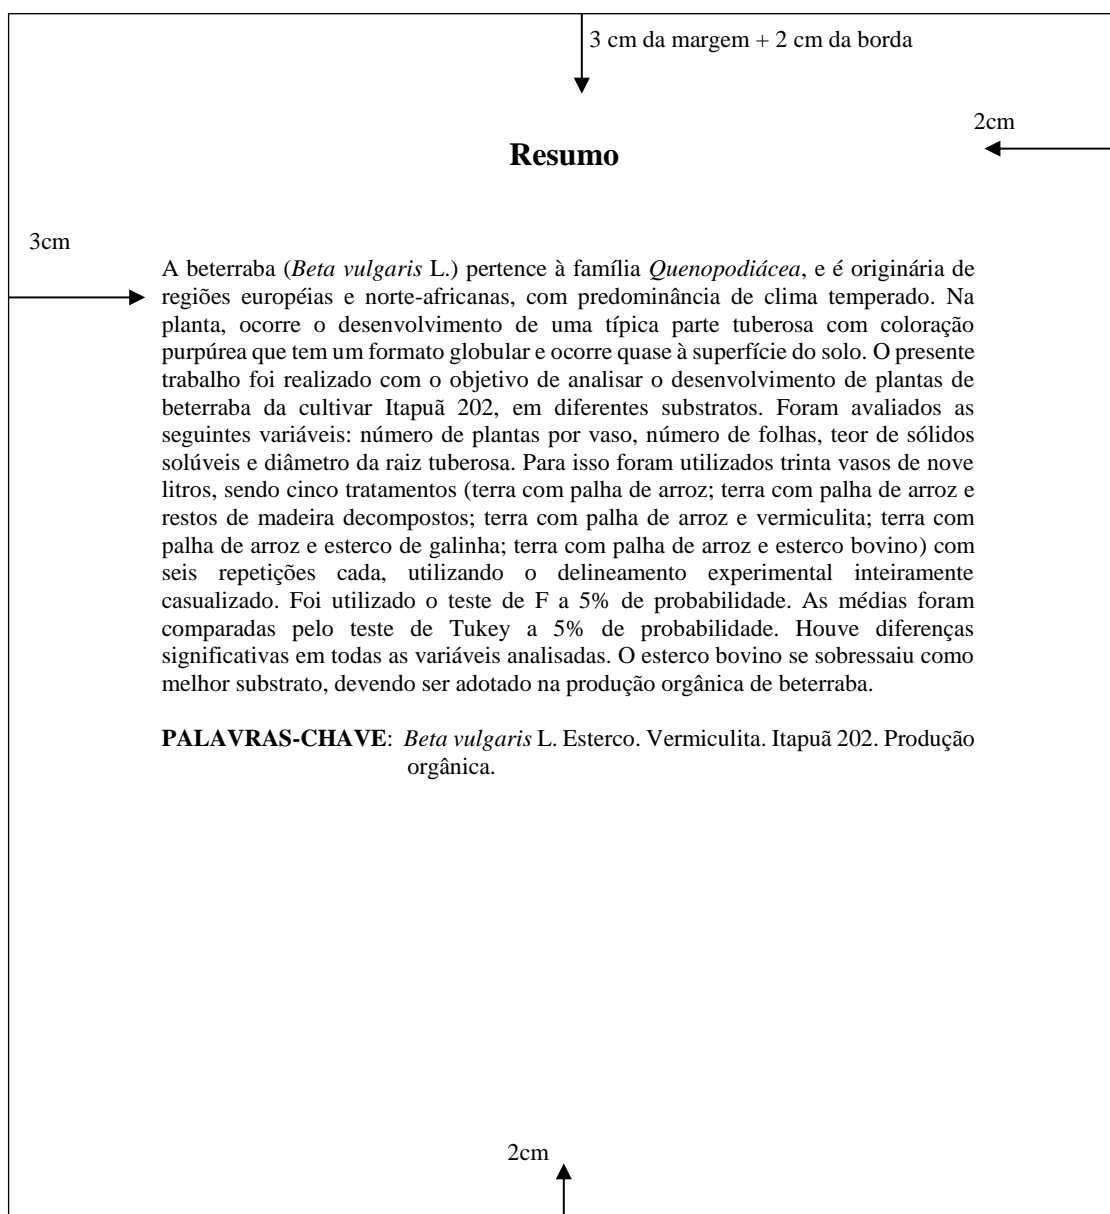 3 cm da margem + 2 cm da borda
2cm
Resumo
3cm
A beterraba (Beta vulgaris L.) pertence à família Quenopodiácea, e é originária de
regiões européias e norte-africanas, com predominância de clima temperado. Na
planta, ocorre o desenvolvimento de uma típica parte tuberosa com coloração
purpúrea que tem um formato globular e ocorre quase à superfície do solo. O presente
trabalho foi realizado com o objetivo de analisar o desenvolvimento de plantas de
beterraba da cultivar Itapuã 202, em diferentes substratos. Foram avaliados as
seguintes variáveis: número de plantas por vaso, número de folhas, teor de sólidos
solúveis e diâmetro da raiz tuberosa. Para isso foram utilizados trinta vasos de nove
litros, sendo cinco tratamentos (terra com palha de arroz; terra com palha de arroz e
restos de madeira decompostos; terra com palha de arroz e vermiculita; terra com
palha de arroz e esterco de galinha; terra com palha de arroz e esterco bovino) com
seis repetições cada, utilizando o delineamento experimental inteiramente
casualizado. Foi utilizado o teste de F a 5% de probabilidade. As médias foram
comparadas pelo teste de Tukey a 5% de probabilidade. Houve diferenças
significativas em todas as variáveis analisadas. O esterco bovino se sobressaiu como
melhor substrato, devendo ser adotado na produção orgânica de beterraba.
PALAVRAS-CHAVE: Beta vulgaris L. Esterco. Vermiculita. Itapuã 202. Produção
orgânica.
2cm